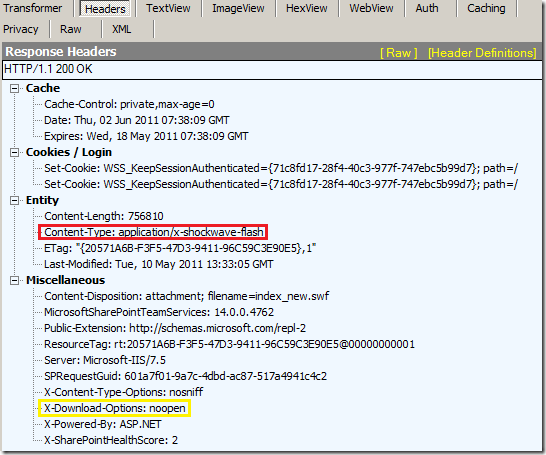 Transformer Headers TextView ImageView HexView WebView Auth Caching
Privacy Raw XML
Response Headers [ Raw ] [Header Definitions]
HTTP/1.1 200 OK
Cache
Cache-Control: private,max-age=0
Date: Thu, 02 Jun 2011 07:38:09 GMT
Expires: Wed, 18 May 2011 07:38:09 GMT
Cookies / Login
Set-Cookie: WSS_KeepSessionAuthenticated={71c8fd17-28f4-40c3-977f-747ebc5b99d7}; path=/
Set-Cookie: WSS_KeepSessionAuthenticated={71c8fd17-28f4-40c3-977f-747ebc5b99d7}; path=/
Entity
Content-Length: 756810
Content-Type: application/x-shockwave-flash
ETag: "{20571A6B-F3F5-47D3-9411-96C59C3E90E5},1"
Last-Modified: Tue, 10 May 2011 13:33:05 GMT
Miscellaneous
Content-Disposition: attachment; filename=index_new.swf
MicrosoftSharePointTeamServices: 14.0.0.4762
Public-Extension: http://schemas.microsoft.com/repl-2
ResourceTag: rt:20571A6B-F3F5-47D3-9411-96C59C3E90E5@00000000001
Server: Microsoft-IIS/7.5
SPRequestGuid: 601a7f01-9a7c-4dbd-ac87-517a4941c4c2
X-Content-Type-Options: nosniff
X-Download-Options: noopen
X-Powered-By: ASP.NET
X-SharePointHealthScore: 2